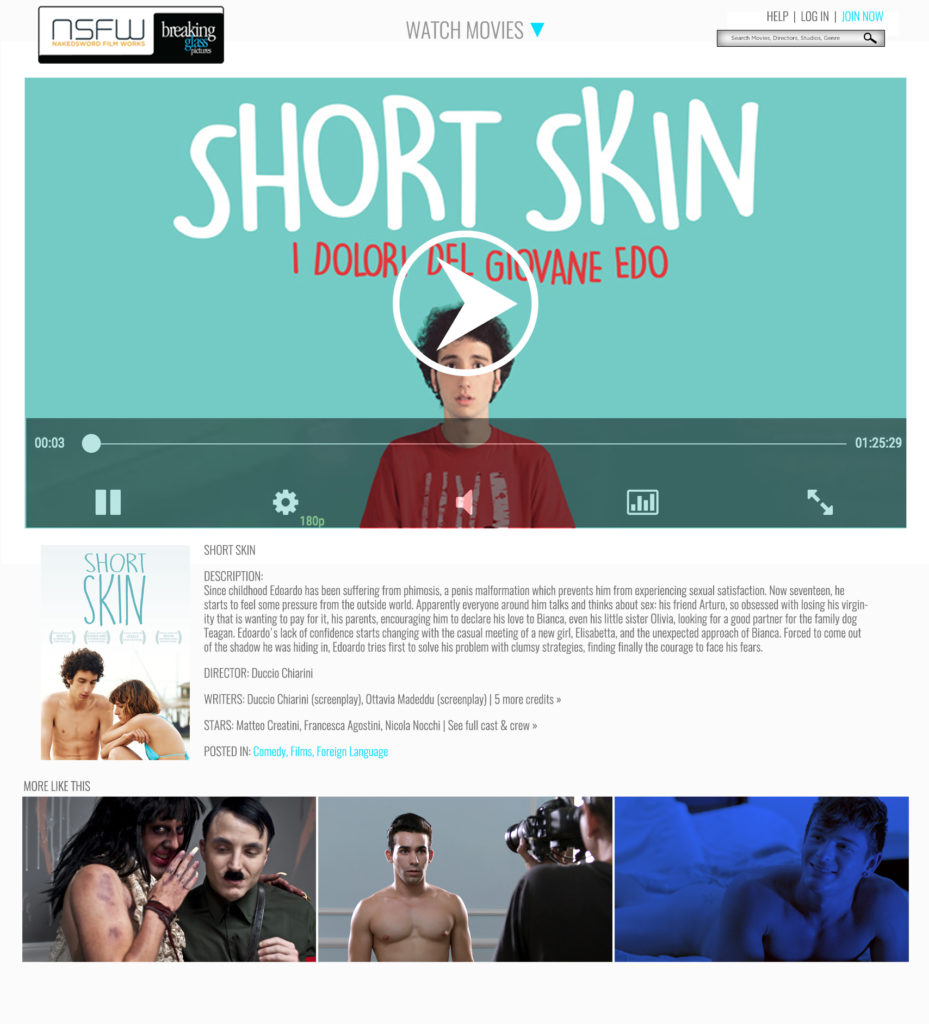 NSFW
NAKEDSWORD FILM WORKS
breaking
glass
pictures
WATCH MOVIES
HELP | LOG IN | JOIN NOW
Search Movies, Directors, Studios, Genre
SHORT SKIN
I DOLORI DEL GIOVANE EDO
00:03
01:25:29
180p
SHORT
SKIN
SHORT SKIN
DESCRIPTION:
Since childhood Edoardo has been suffering from phimosis, a penis malformation which prevents him from experiencing sexual satisfaction. Now seventeen, he
starts to feel some pressure from the outside world. Apparently everyone around him talks and thinks about sex: his friend Arturo, so obsessed with losing his virgin-
ity that is wanting to pay for it, his parents, encouraging him to declare his love to Bianca, even his little sister Olivia, looking for a good partner for the family dog
Teagan. Edoardo's lack of confidence starts changing with the casual meeting of a new girl, Elisabetta, and the unexpected approach of Bianca. Forced to come out
of the shadow he was hiding in, Edoardo tries first to solve his problem with clumsy strategies, finding finally the courage to face his fears.
DIRECTOR: Duccio Chiarini
WRITERS: Duccio Chiarini (screenplay), Ottavia Madeddu (screenplay) | 5 more credits »
STARS: Matteo Creatini, Francesca Agostini, Nicola Nocchi | See full cast & crew »
POSTED IN: Comedy, Films, Foreign Language
MORE LIKE THIS